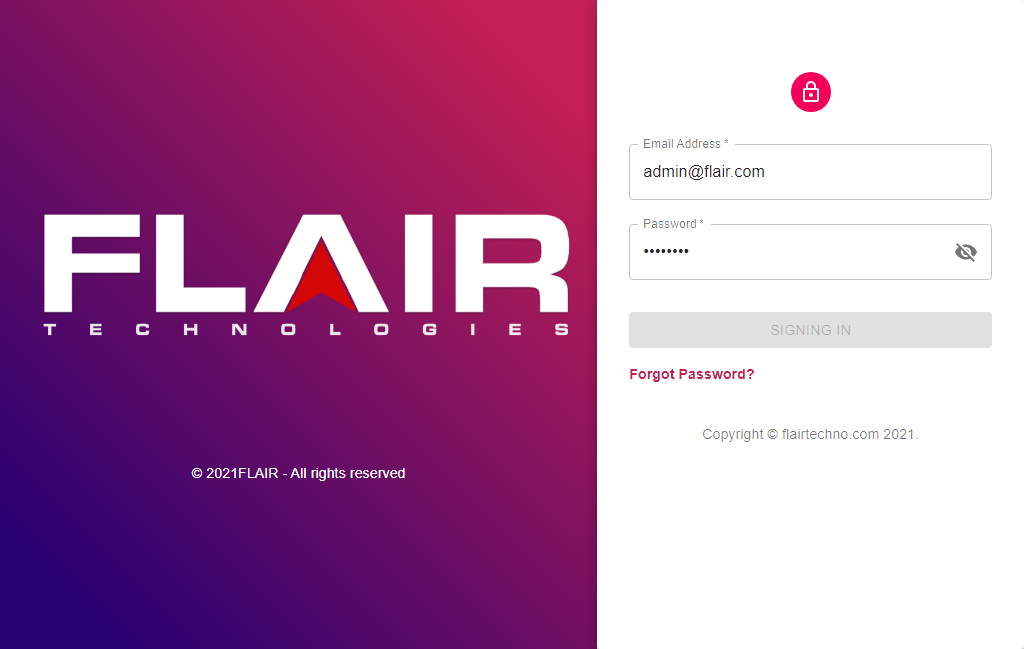 FLAIR
TECHNOLOGIES
© 2021FLAIR - All rights reserved
Email Address *
admin@flair.com
Password *
••••••••
SIGNING IN
Forgot Password?
Copyright © flairtechno.com 2021.